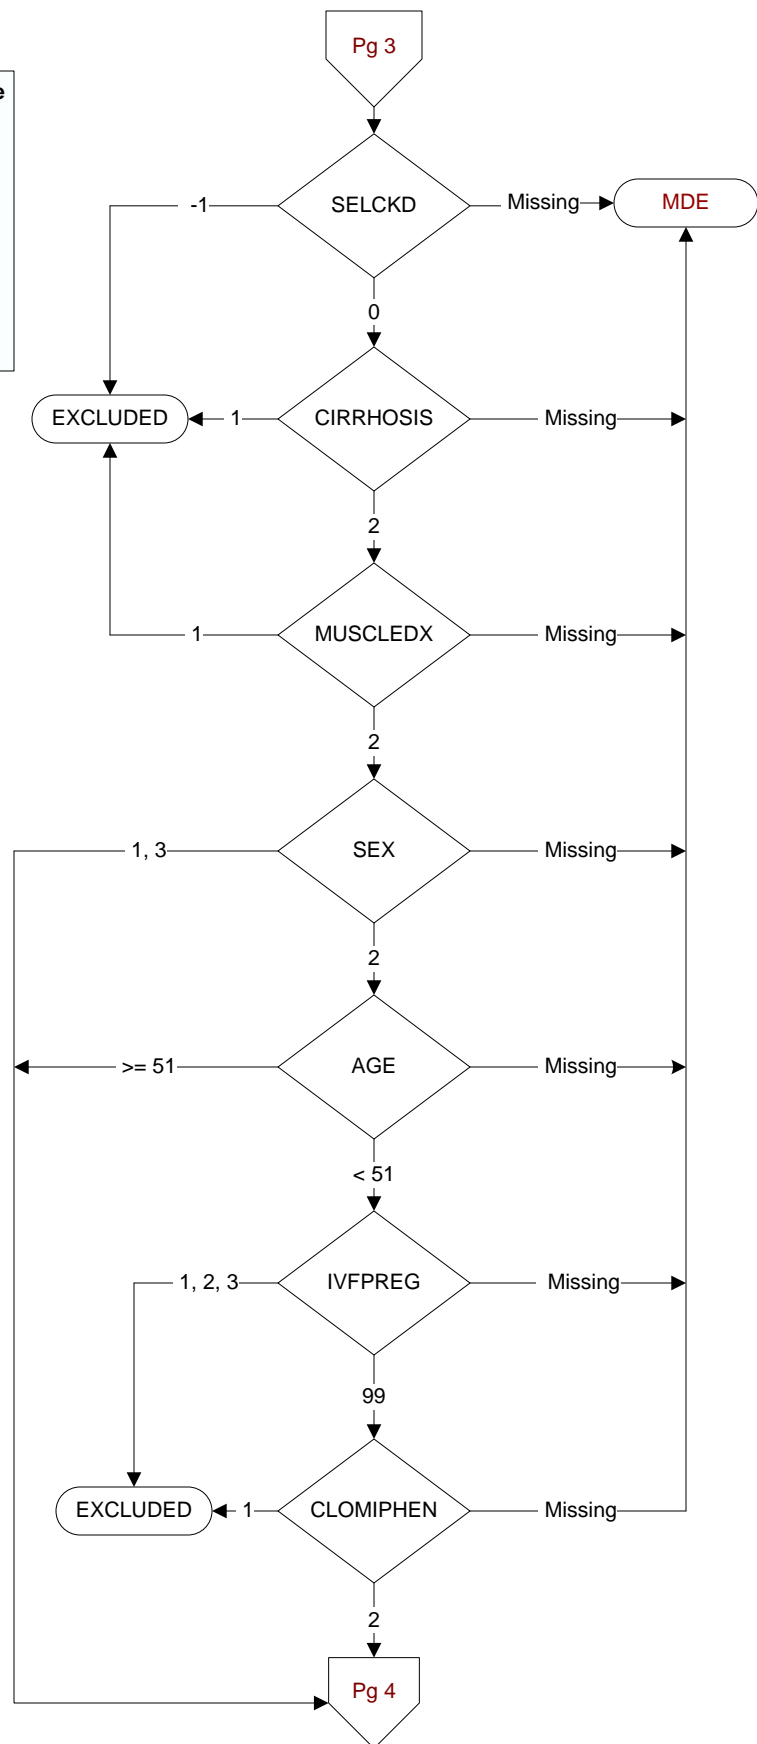 Pg 3
e
SELCKD
-1
Missing
MDE
0
EXCLUDED
1
CIRRHOSIS
Missing
2
1
MUSCLEDX
Missing
2
1, 3
SEX
Missing
2
>= 51
AGE
Missing
< 51
1, 2, 3
IVFPREG
Missing
99
EXCLUDED
1
CLOMIPHEN
Missing
2
Pg 4